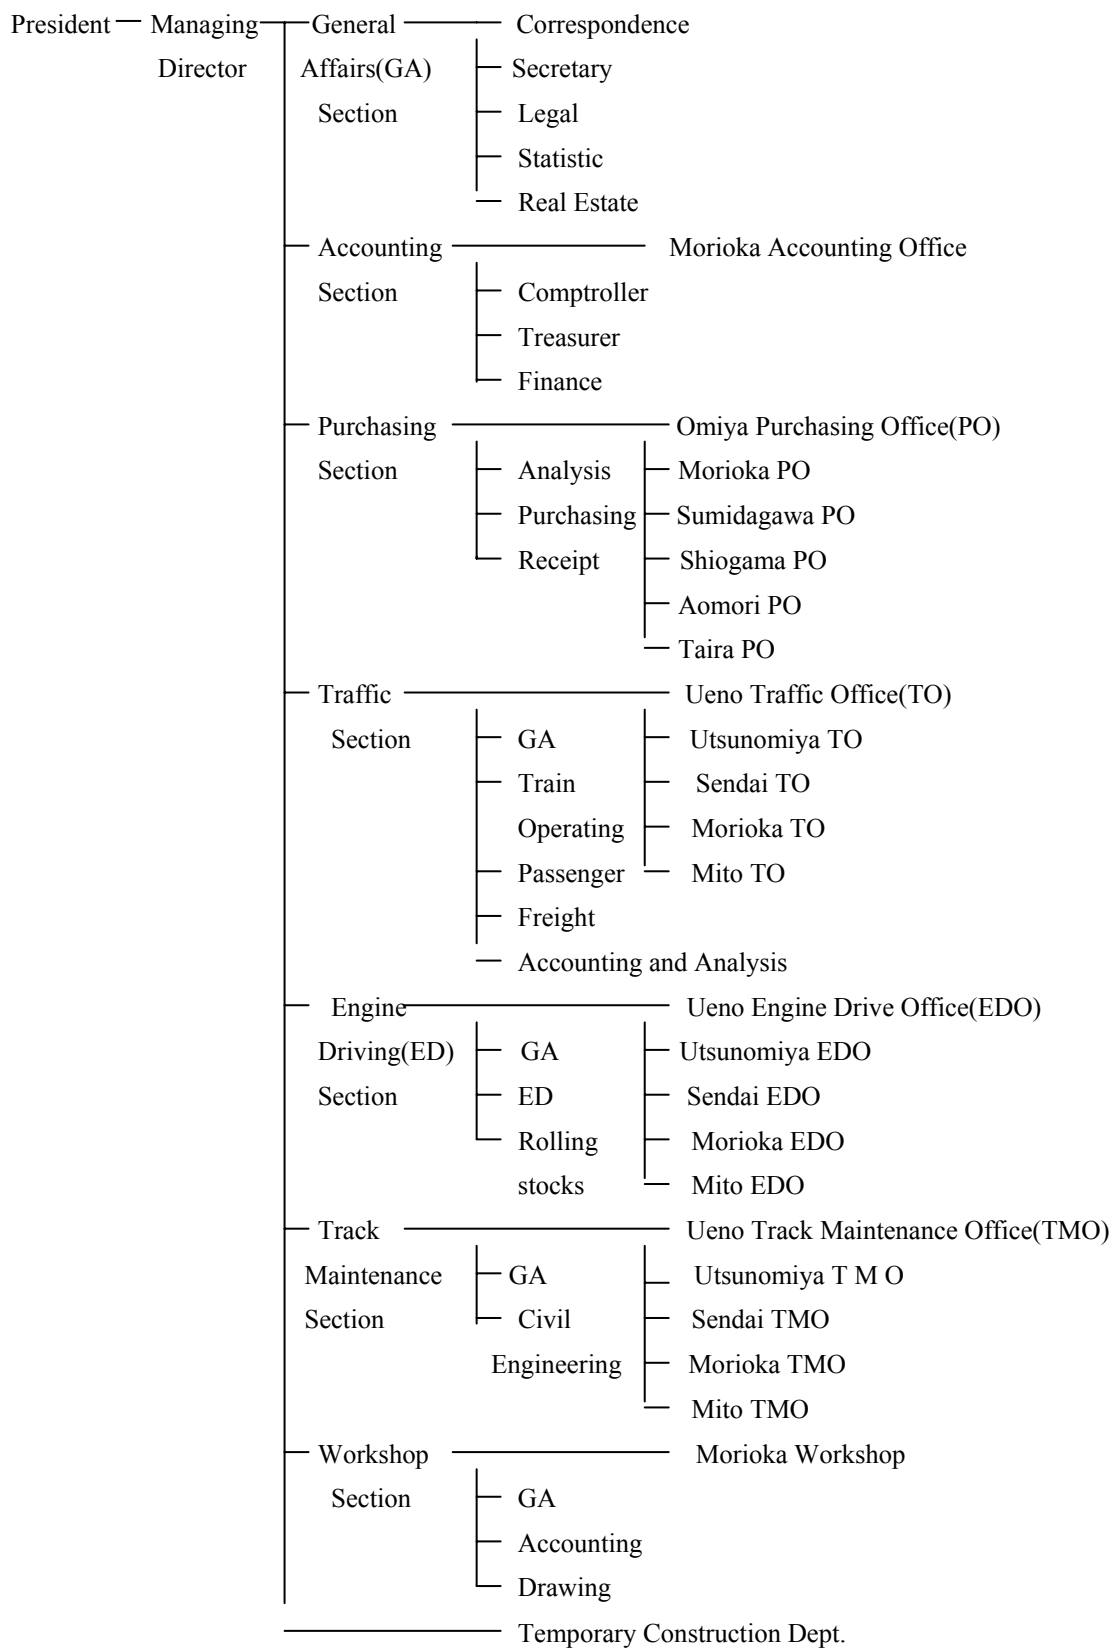 President Managing General Correspondence
Director Affairs(GA) Secretary
Section Legal
Statistic
Real Estate
Accounting Morioka Accounting Office
Section Comptroller
Treasurer
Finance
Purchasing Omiya Purchasing Office(PO)
Section Analysis Morioka PO
Purchasing Sumidagawa PO
Receipt Shiogama PO
Aomori PO
Taira PO
Traffic Ueno Traffic Office(TO)
Section GA Utsunomiya TO
Train Sendai TO
Operating Morioka TO
Passenger Mito TO
Freight
Accounting and Analysis
Engine Ueno Engine Drive Office(EDO)
Driving(ED) GA Utsunomiya EDO
Section ED Sendai EDO
Rolling Morioka EDO
stocks Mito EDO
Track Ueno Track Maintenance Office(TMO)
Maintenance GA Utsunomiya T M O
Section Civil Sendai TMO
Engineering Morioka TMO
Mito TMO
Workshop Morioka Workshop
Section GA
Accounting
Drawing
Temporary Construction Dept.